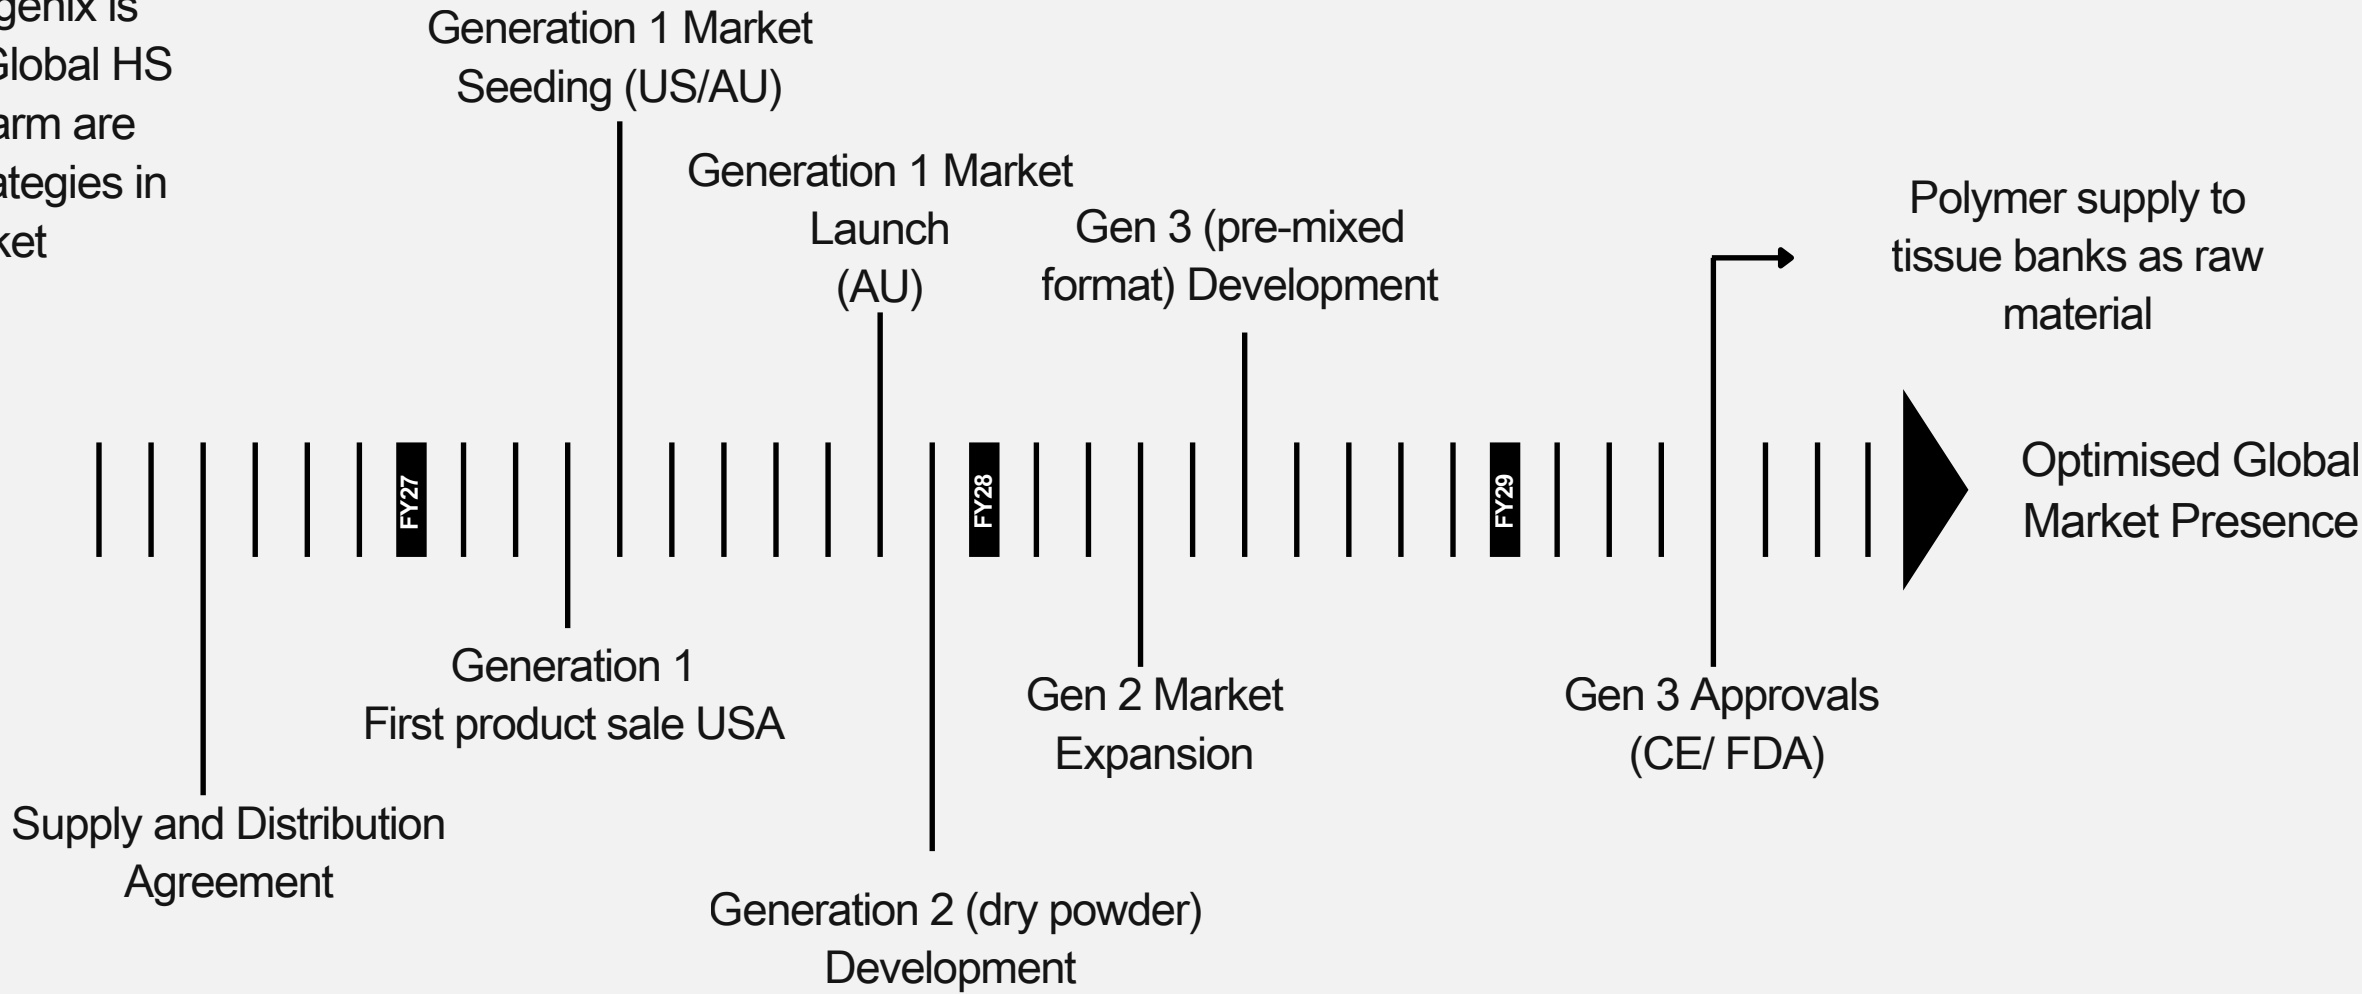 genix is
Global HS
arm are
ategies in
ket
Generation 1 Market
Seeding (US/AU)
Generation 1 Market
Launch
(AU)
Gen 3 (pre-mixed
format) Development
Polymer supply to
tissue banks as raw
material
FY27
FY28
FY29
Optimised Global
Market Presence
Generation 1
First product sale USA
Gen 2 Market
Expansion
Gen 3 Approvals
(CE/ FDA)
Supply and Distribution
Agreement
Generation 2 (dry powder)
Development